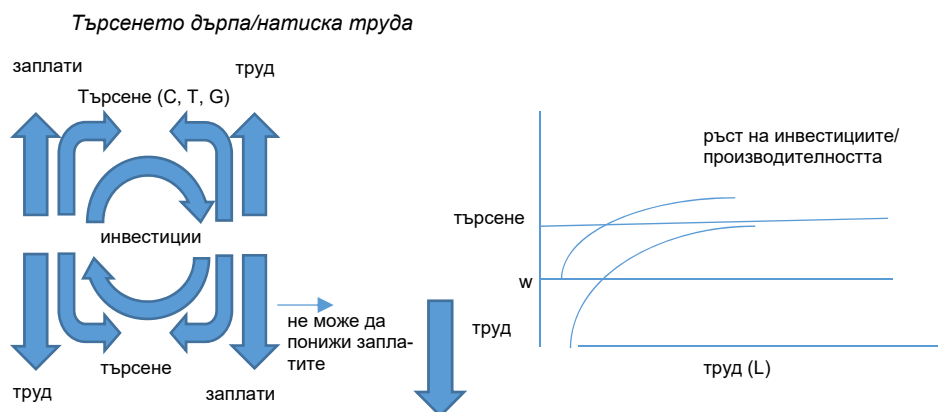 Търсенето дърпа/натиска труда
заплати
труд
Търсене (C, T, G)
инвестиции
търсене
труд
заплати
не може да
понижи запла-
тите
труд
ръст на инвестициите/
производителността
търсене
w
труд (L)